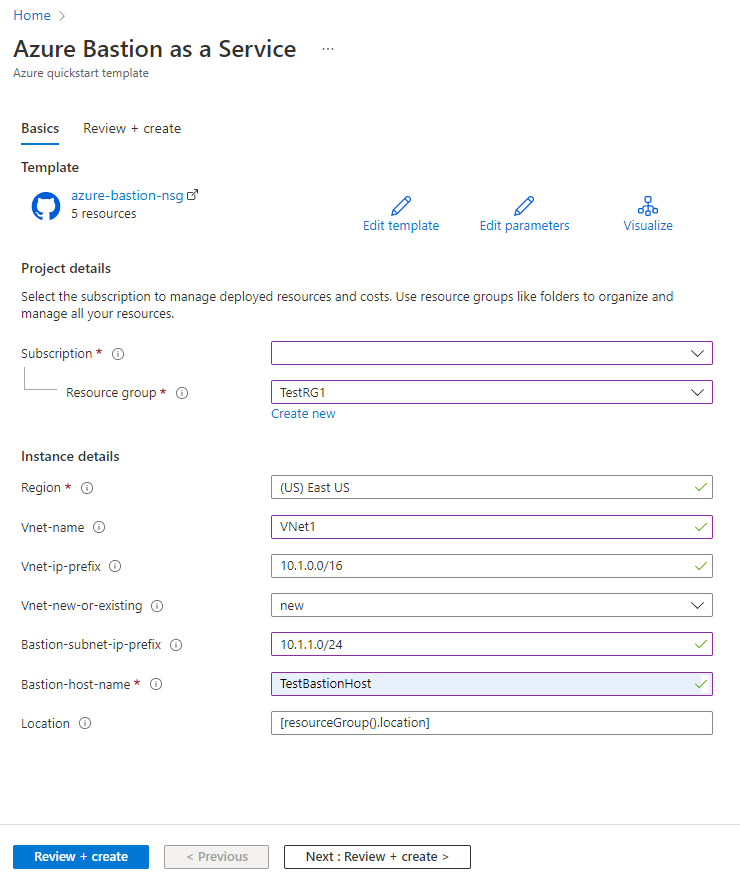 Home
Azure Bastion as a Service ...
Azure quickstart template
Basics Review + create
Template
azure-bastion-nsg
5 resources
Edit template Edit parameters Visualize
Project details
Select the subscription to manage deployed resources and costs. Use resource groups like folders to organize and
manage all your resources.
Subscription *
Resource group * TestRG1
Create new
Instance details
Region * (US) East US
Vnet-name VNet1
Vnet-ip-prefix 10.1.0.0/16
Vnet-new-or-existing new
Bastion-subnet-ip-prefix 10.1.1.0/24
Bastion-host-name * TestBastionHost
Location [resourceGroup().location]
Review + create < Previous Next : Review + create >